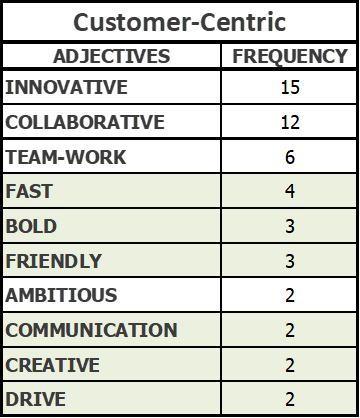 Customer-Centric
ADJECTIVES FREQUENCY
INNOVATIVE 15
COLLABORATIVE 12
TEAM-WORK 6
FAST 4
BOLD 3
FRIENDLY 3
AMBITIOUS 2
COMMUNICATION 2
CREATIVE 2
DRIVE 2